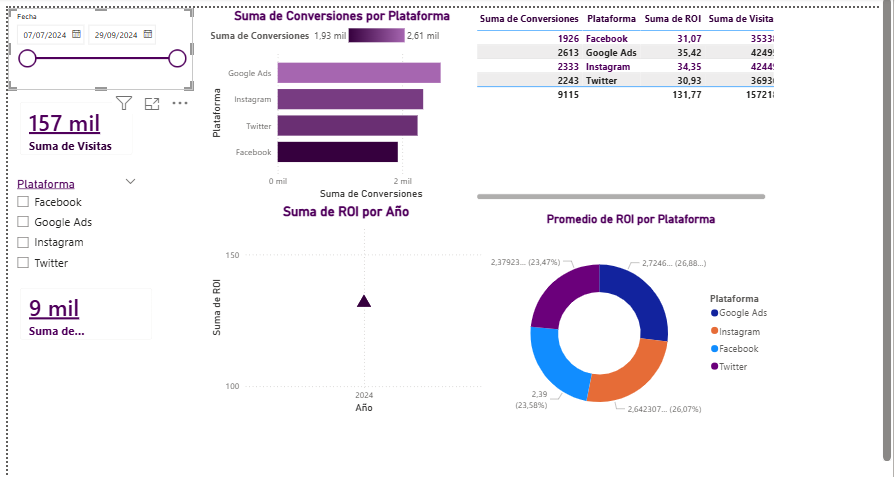 Fecha
07/07/2024 29/09/2024
157 mil
Suma de Visitas
Plataforma
Facebook
Google Ads
Instagram
Twitter
9 mil
Suma de...
Suma de Conversiones por Plataforma
Suma de Conversiones 1,93 mil 2,61 mil
Plataforma
Google Ads
Instagram
Twitter
Facebook
0 mil 2 mil
Suma de Conversiones
Suma de Conversiones Plataforma Suma de ROI Suma de Visita
1926 Facebook 31,07 3533
2613 Google Ads 35,42 4249
2333 Instagram 34,35 4244
2243 Twitter 30,93 3693
9115 131,77 15721
Suma de ROI por Año
Suma de ROI
150
100
2024
Año
Promedio de ROI por Plataforma
2,37923... (23,47%)
2,7246... (26,88...)
2,39
(23,58%)
2,642307... (26,07%)
Plataforma
Google Ads
Instagram
Facebook
Twitter